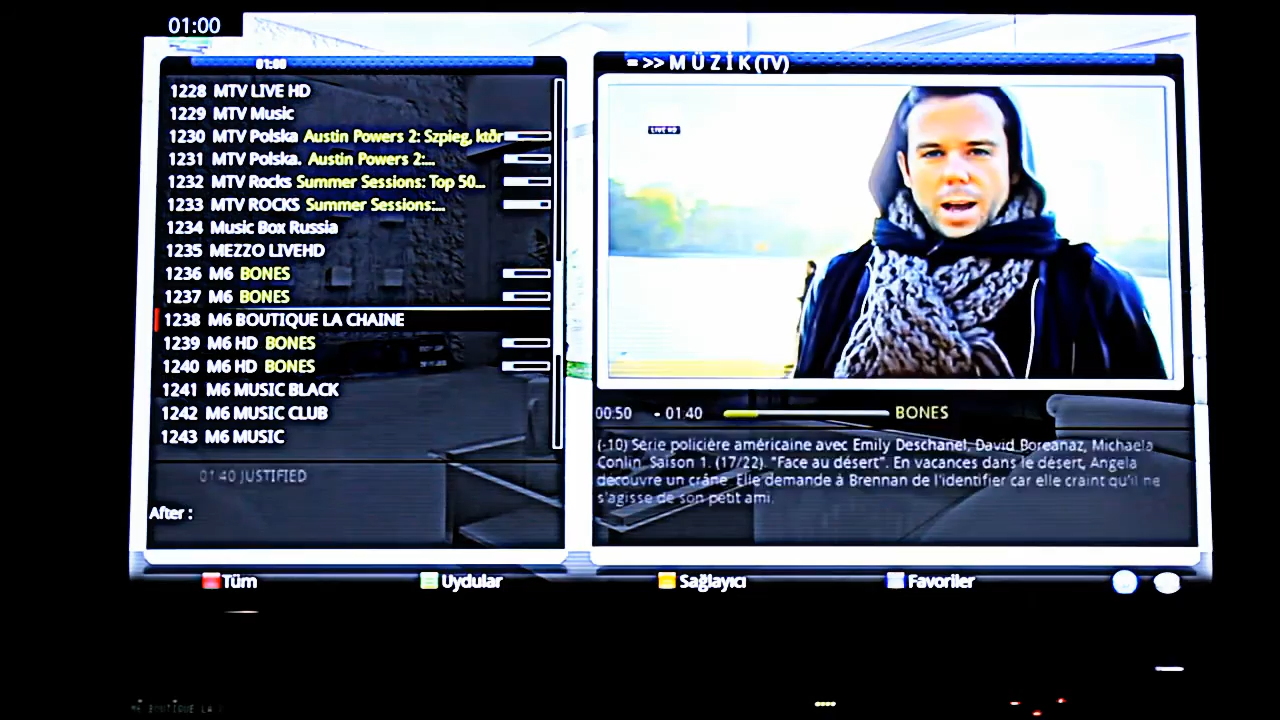 01:00
01:00
1228 MTV LIVE HD
1229 MTV Music
1230 MTV Polska Austin Powers 2: Szpieg, któr
1231 MTV Polska. Austin Powers 2:...
1232 MTV Rocks Summer Sessions: Top 50...
1233 MTV ROCKS Summer Sessions:...
1234 Music Box Russia
1235 MEZZO LIVEHD
1236 M6 BONES
1237 M6 BONES
1238 M6 BOUTIQUE LA CHAINE
1239 M6 HD BONES
1240 M6 HD BONES
1241 M6 MUSIC BLACK
1242 M6 MUSIC CLUB
1243 M6 MUSIC
01:40 JUSTIFIED
After :
= >> M Ü Z İ K (TV)
LIVE HD
00:50 - 01:40 BONES
(-10) Série policière américaine avec Emily Deschanel, David Boreanaz, Michaela
Conlin. Saison 1. (17/22). "Face au désert". En vacances dans le désert, Angela
découvre un crâne. Elle demande à Brennan de l'identifier car elle craint qu'il ne
s'agisse de son petit ami.
Tüm Uydular Sağlayıcı Favoriler
M6 BOUTIQUE LA